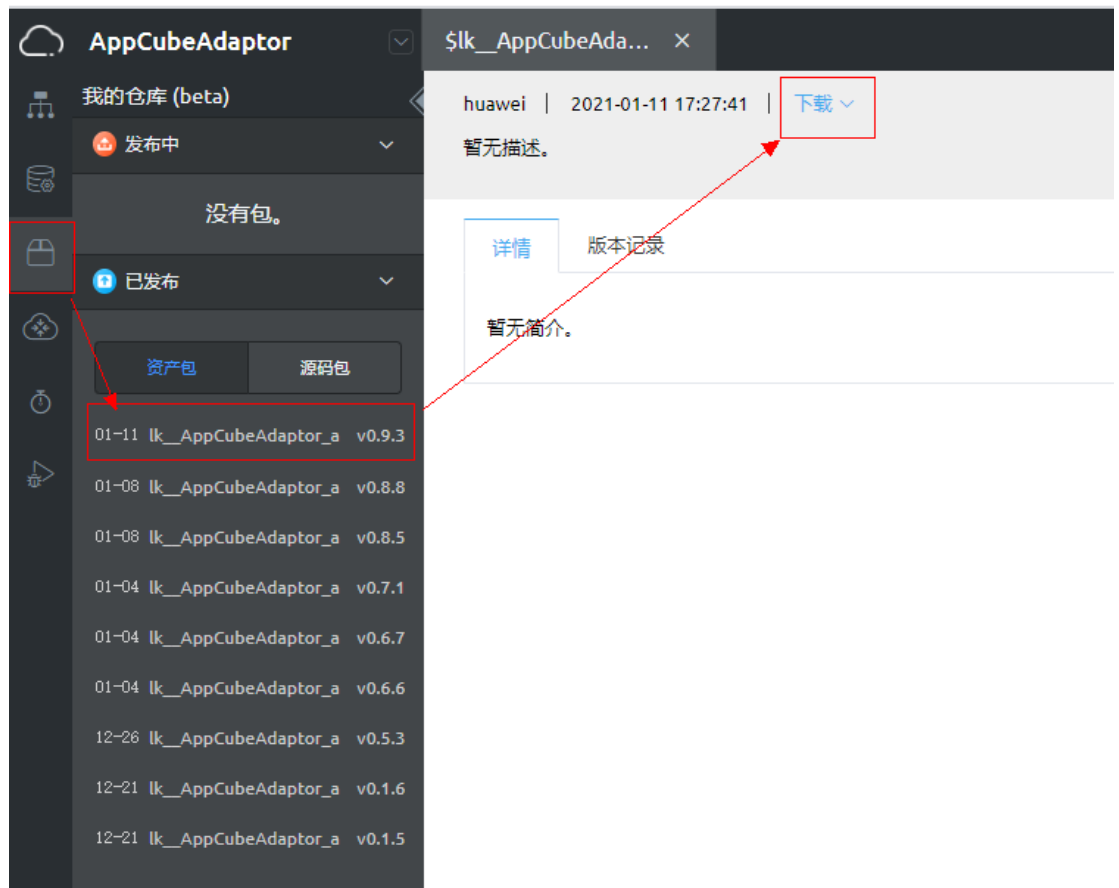 AppCubeAdaptor
$lk__AppCubeAda... ×
我的仓库 (beta)
发布中
没有包。
已发布
资产包 源码包
01-11 lk__AppCubeAdaptor_a v0.9.3
01-08 lk__AppCubeAdaptor_a v0.8.8
01-08 lk__AppCubeAdaptor_a v0.8.5
01-04 lk__AppCubeAdaptor_a v0.7.1
01-04 lk__AppCubeAdaptor_a v0.6.7
01-04 lk__AppCubeAdaptor_a v0.6.6
12-26 lk__AppCubeAdaptor_a v0.5.3
12-21 lk__AppCubeAdaptor_a v0.1.6
12-21 lk__AppCubeAdaptor_a v0.1.5
huawei | 2021-01-11 17:27:41 | 下载
暂无描述。
详情 版本记录
暂无简介。